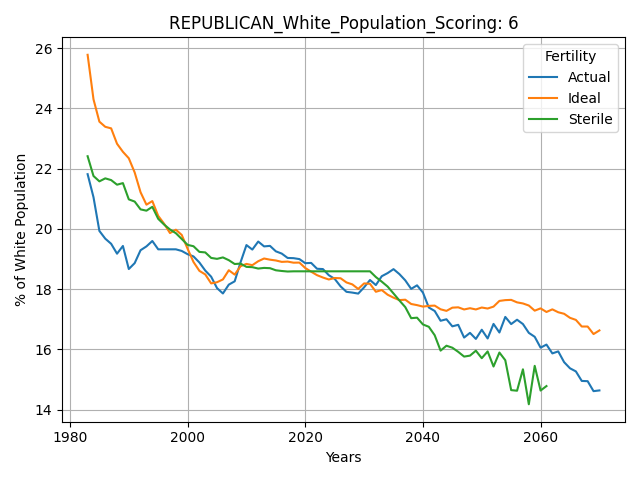 REPUBLICAN_White_Population_Scoring: 6
Fertility
Actual
Ideal
Sterile
% of White Population
26
24
22
20
18
16
14
1980
2000
2020
2040
2060
Years